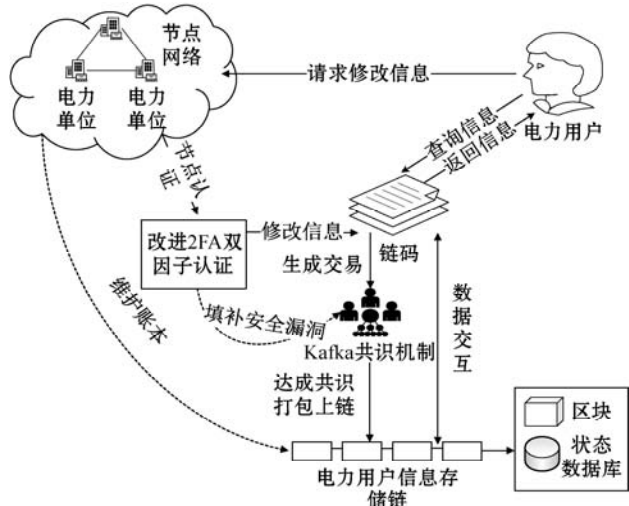 节点
网络
电力
单位
电力
单位
请求修改信息
电力用户
查询信息
返回信息
节点认
证
改进2FA双
因子认证
修改信息
链码
生成交易
填补安全漏洞
维护账本
Kafka共识机制
数据交互
达成共识
打包上链
区块
状态
数据库
电力用户信息存
储链